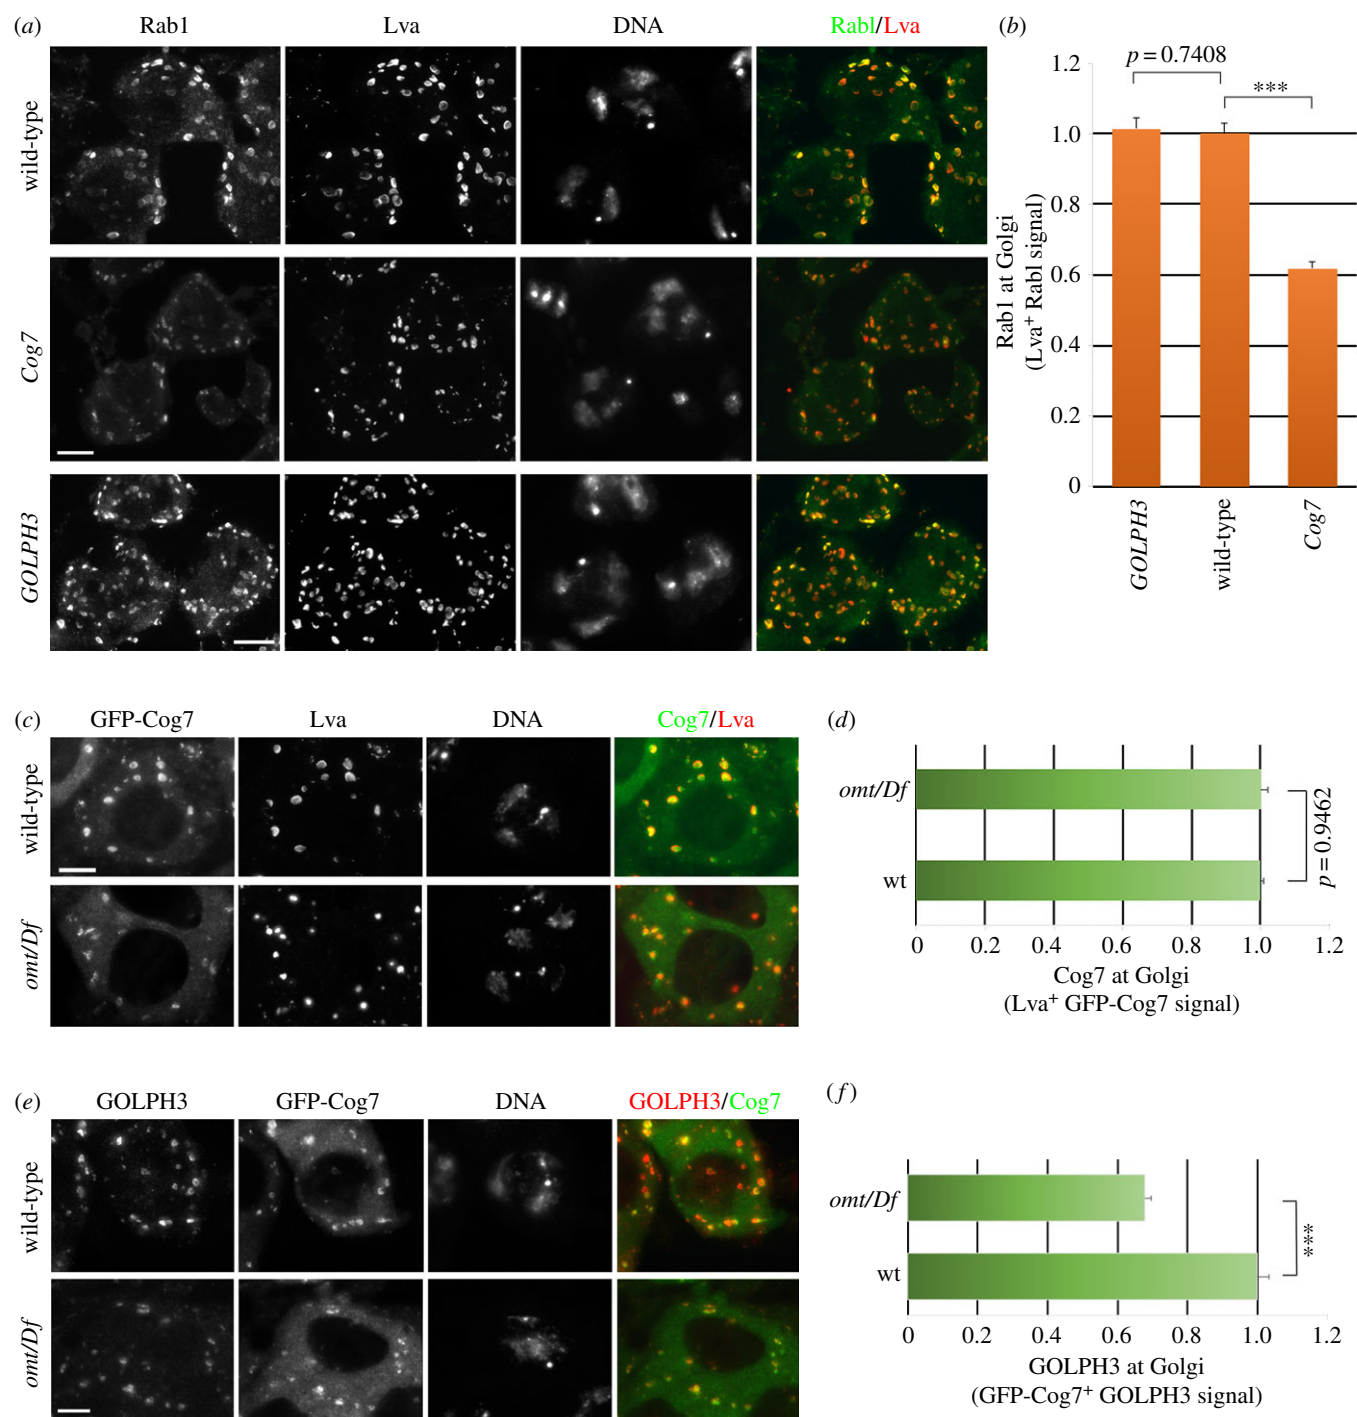 (a) Rab1 Lva DNA Rabl/Lva
wild-type
Cog7
GOLPH3
(b)
p = 0.7408
***
1.2
1.0
0.8
0.6
0.4
0.2
0
Rab1 at Golgi
(Lva+ Rabl signal)
GOLPH3
wild-type
Cog7
(c) GFP-Cog7 Lva DNA Cog7/Lva
wild-type
omt/Df
(d)
omt/Df
wt
p = 0.9462
0 0.2 0.4 0.6 0.8 1.0 1.2
Cog7 at Golgi
(Lva+ GFP-Cog7 signal)
(e) GOLPH3 GFP-Cog7 DNA GOLPH3/Cog7
wild-type
omt/Df
(f)
omt/Df
wt
***
0 0.2 0.4 0.6 0.8 1.0 1.2
GOLPH3 at Golgi
(GFP-Cog7+ GOLPH3 signal)